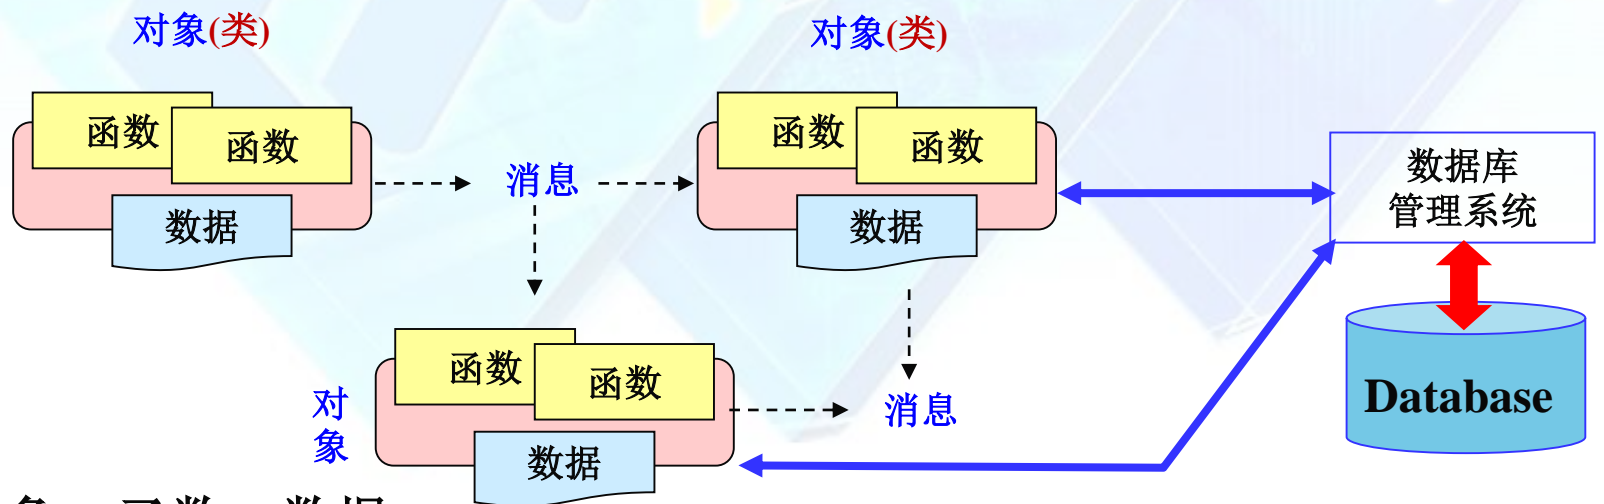 对象(类)
对象(类)
函数
函数
数据
消息
函数
函数
数据
数据库
管理系统
对象
函数
函数
数据
消息
Database